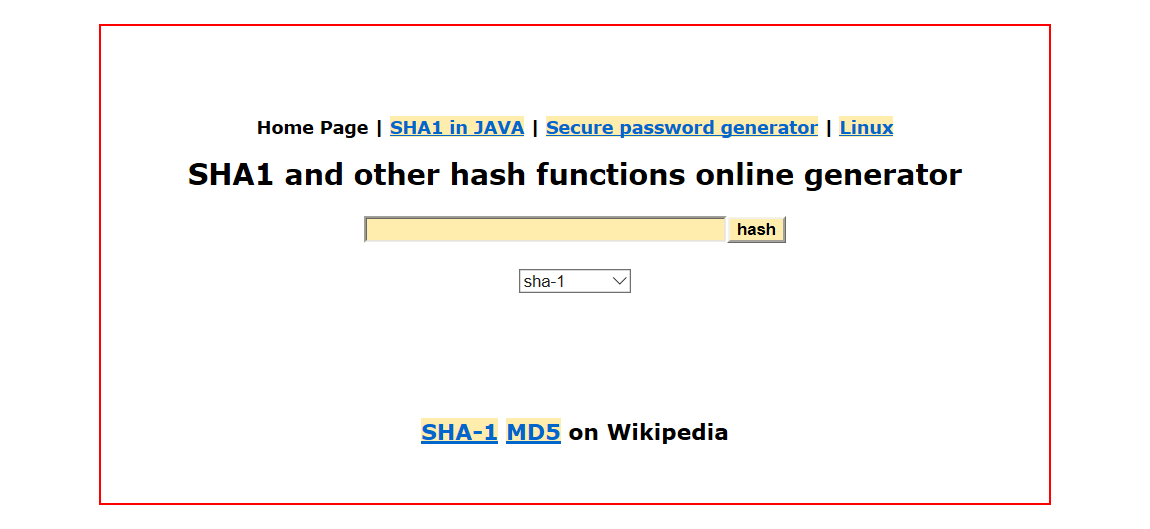 Home Page | SHA1 in JAVA | Secure password generator | Linux
SHA1 and other hash functions online generator
hash
sha-1
SHA-1 MD5 on Wikipedia